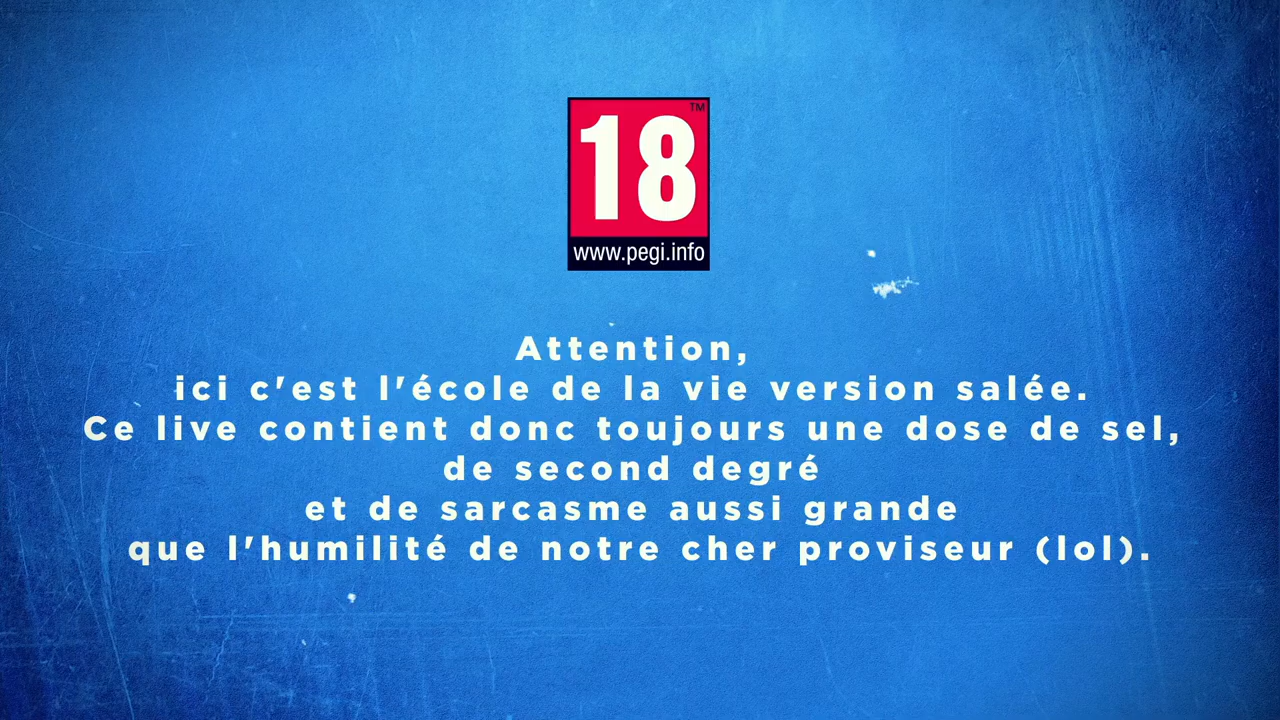 TM
18
www.pegi.info
Attention,
ici c'est l'école de la vie version salée.
Ce live contient donc toujours une dose de sel,
de second degré
et de sarcasme aussi grande
que l'humilité de notre cher proviseur (lol).